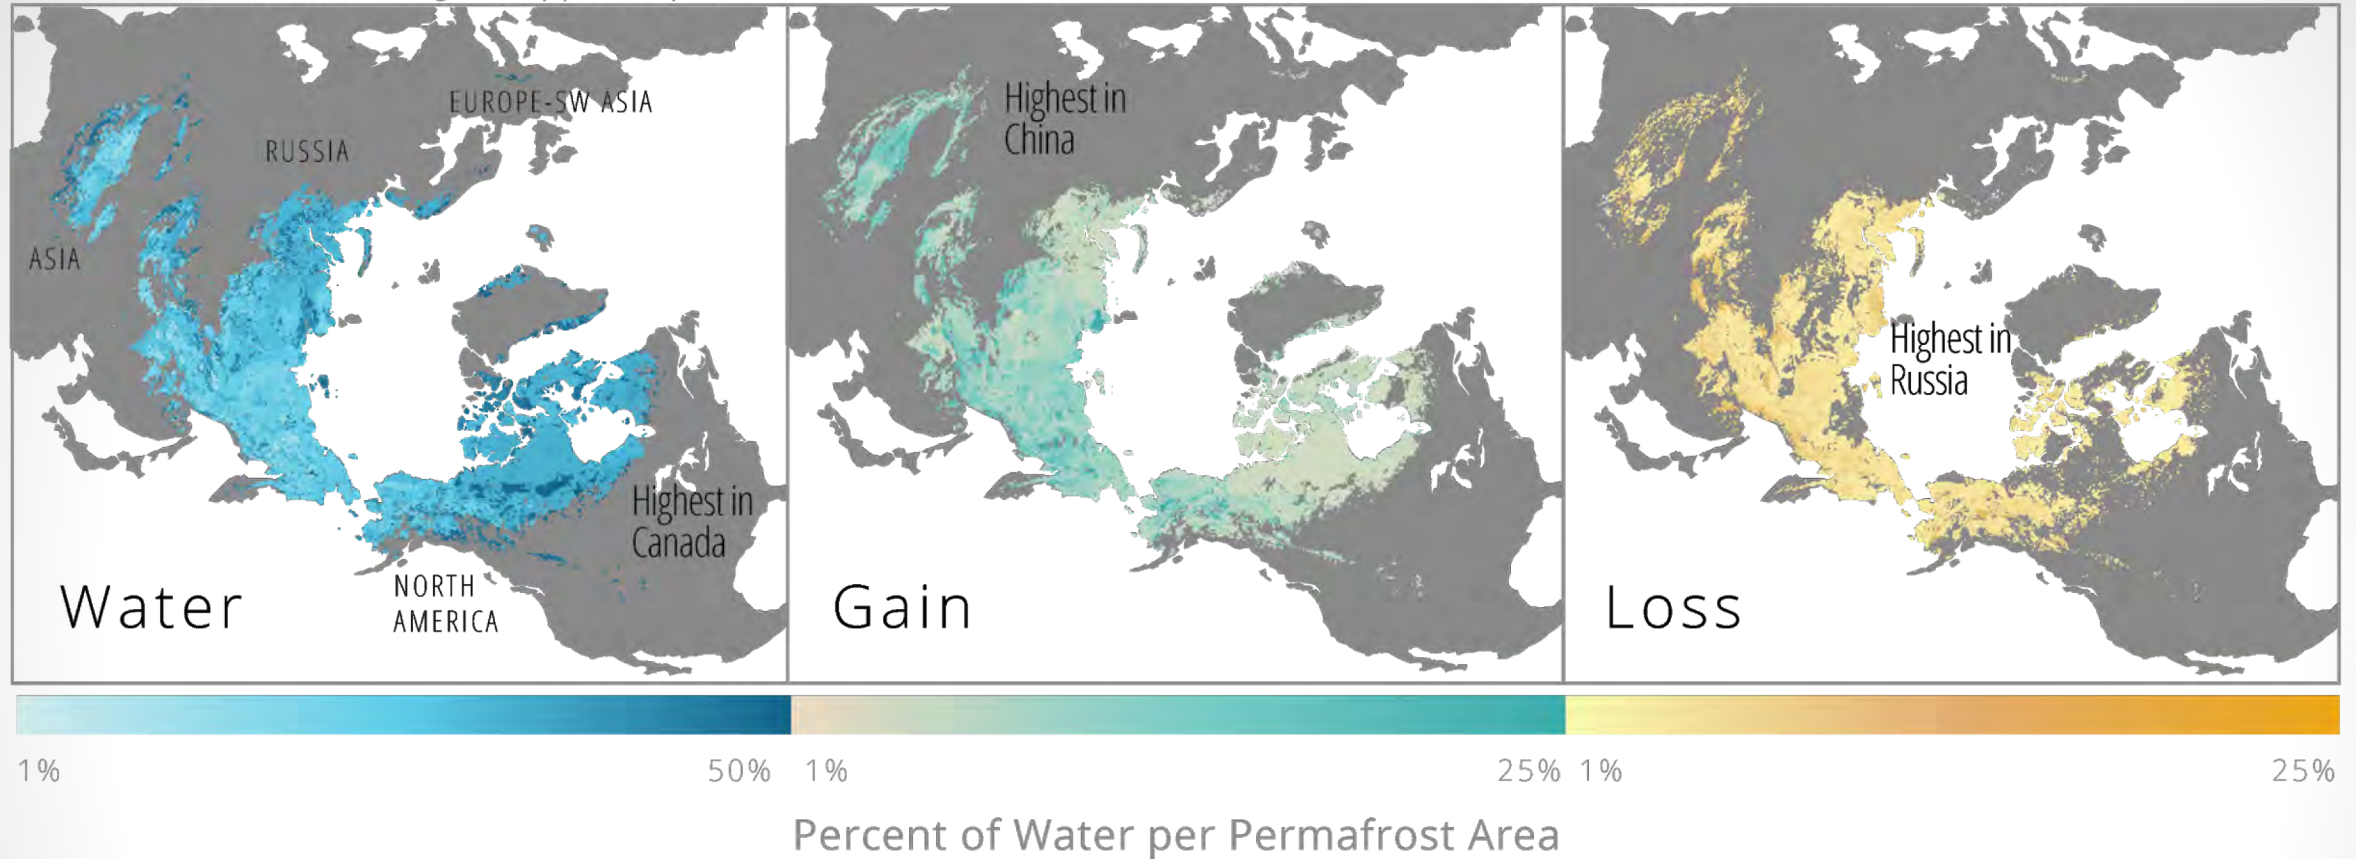 EUROPE-SW ASIA
RUSSIA
ASIA
Highest in
Canada
NORTH
AMERICA
Water
Highest in
China
Gain
Highest in
Russia
Loss
1%
50%
1%
25%
1%
25%
Percent of Water per Permafrost Area